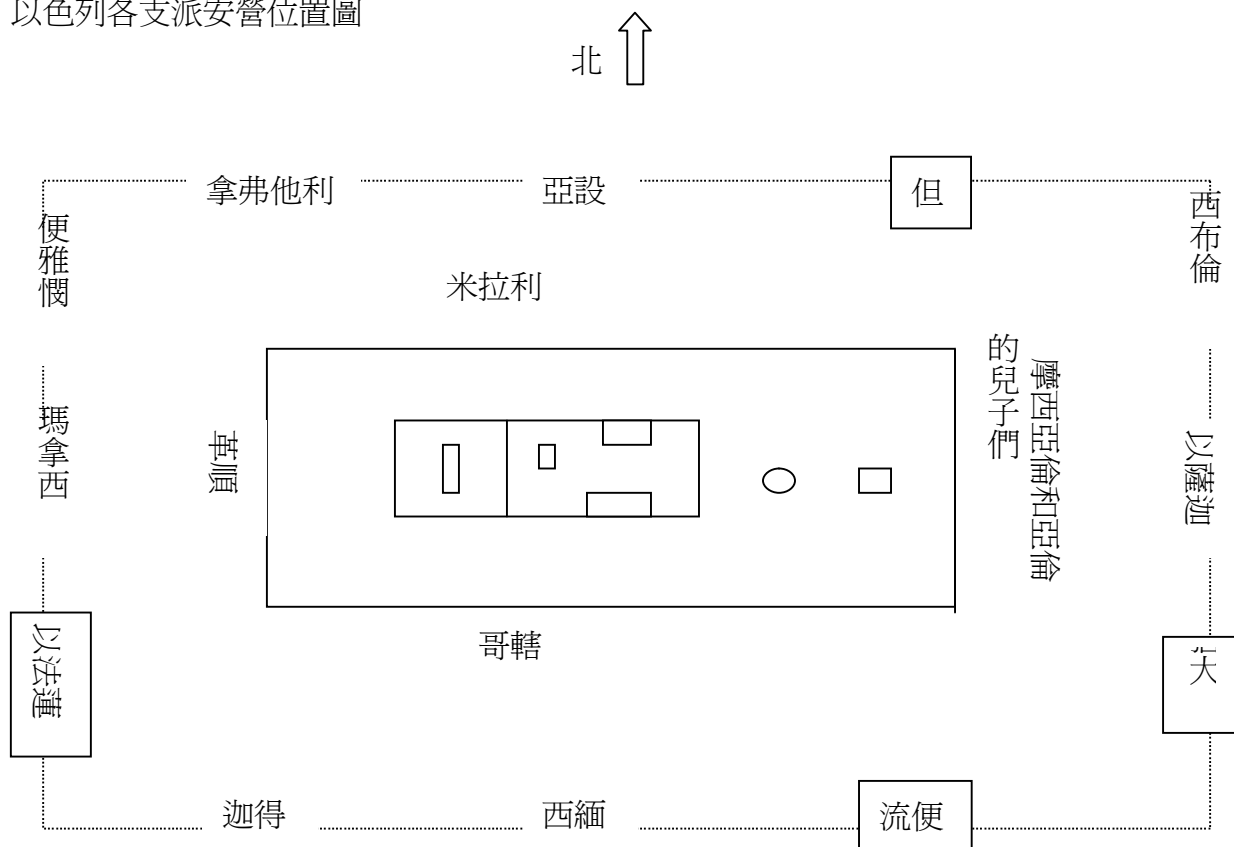 以色列各支派安營位置圖
北
拿弗他利
亞設
但
西布倫
便雅憫
米拉利
摩西亞倫和亞倫
的兒子們
瑪拿西
革順
以薩迦
哥轄
以法蓮
大
迦得
西緬
流便